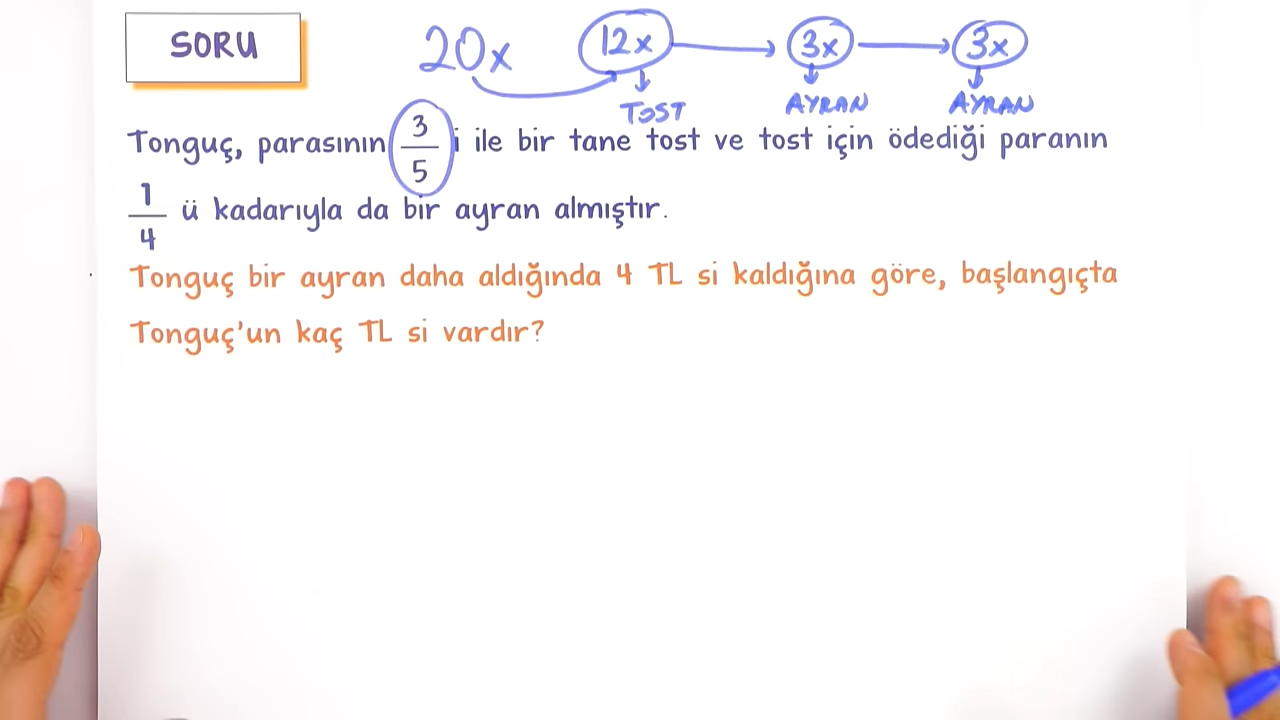 SORU
20x 12x 3x 3x
TOST AYRAN AYRAN
Tonguç, parasının 3/5 i ile bir tane tost ve tost için ödediği paranın
1/4 ü kadarıyla da bir ayran almıştır.
Tonguç bir ayran daha aldığında 4 TL si kaldığına göre, başlangıçta
Tonguç'un kaç TL si vardır?